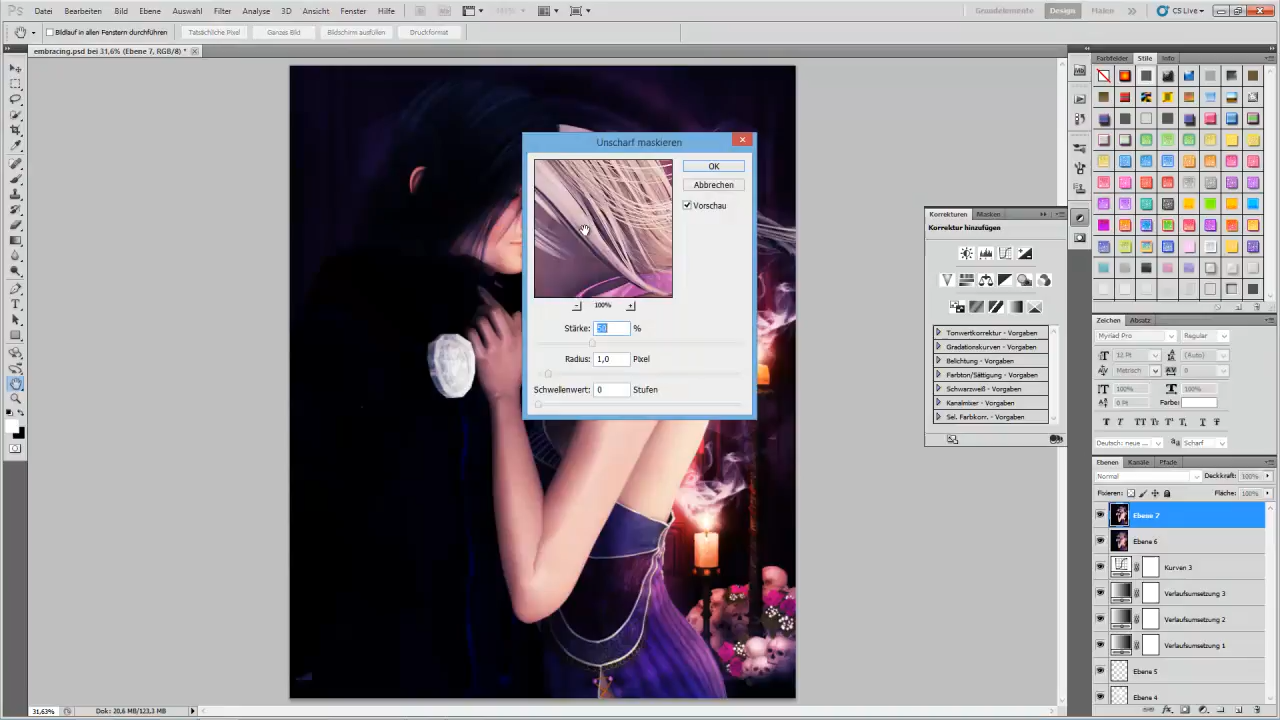 Ps Datei Bearbeiten Bild Ebene Auswahl Filter Analyse 3D Ansicht Fenster Hilfe Grundelemente Design Malen CS Live
Bildlauf in allen Fenstern durchführen Tatsächliche Pixel Ganzes Bild Bildschirm ausfüllen Druckformat
embracing.psd bei 31,6% (Ebene 7, RGB/8) *
Farbfelder Stile Info
Unscharf maskieren
OK
Abbrechen
Vorschau
100%
Stärke: 50 %
Radius: 1,0 Pixel
Schwellenwert: 0 Stufen
Korrekturen Masken
Korrektur hinzufügen
Tonwertkorrektur - Vorgaben
Gradationskurven - Vorgaben
Belichtung - Vorgaben
Farbton/Sättigung - Vorgaben
Schwarzweiß - Vorgaben
Kanalmixer - Vorgaben
Sel. Farbkorr. - Vorgaben
Zeichen Absatz
Myriad Pro Regular
12 Pt (Auto)
Metrisch 0
100% 100%
0 Pt Farbe:
Deutsch: neue ... Scharf
Ebenen Kanäle Pfade
Normal Deckkraft: 100%
Fixieren: Fläche: 100%
Ebene 7
Ebene 6
Kurven 3
Verlaufsumsetzung 3
Verlaufsumsetzung 2
Verlaufsumsetzung 1
Ebene 5
Ebene 4
31,63% Dok: 20,6 MB/123,3 MB